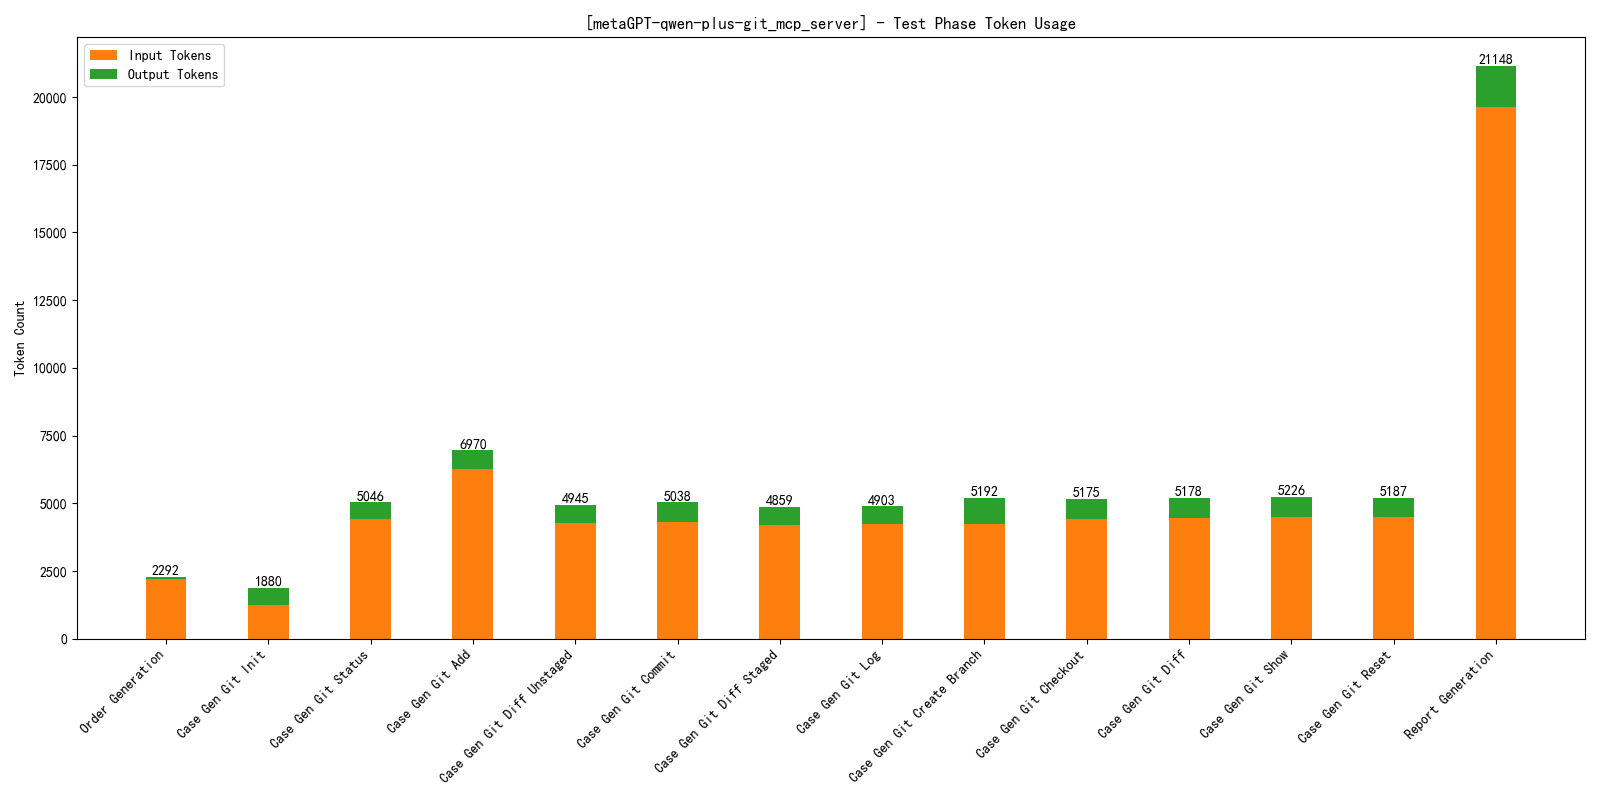 [metaGPT-qwen-plus-git_mcp_server] - Test Phase Token Usage
Input Tokens
Output Tokens
Token Count
20000
17500
15000
12500
10000
7500
5000
2500
0
2292
1880
5046
6970
4945
5038
4859
4903
5192
5175
5178
5226
5187
21148
Order Generation
Case Gen Git Init
Case Gen Git Status
Case Gen Git Add
Case Gen Git Diff Unstaged
Case Gen Git Commit
Case Gen Git Diff Staged
Case Gen Git Log
Case Gen Git Create Branch
Case Gen Git Checkout
Case Gen Git Diff
Case Gen Git Show
Case Gen Git Reset
Report Generation